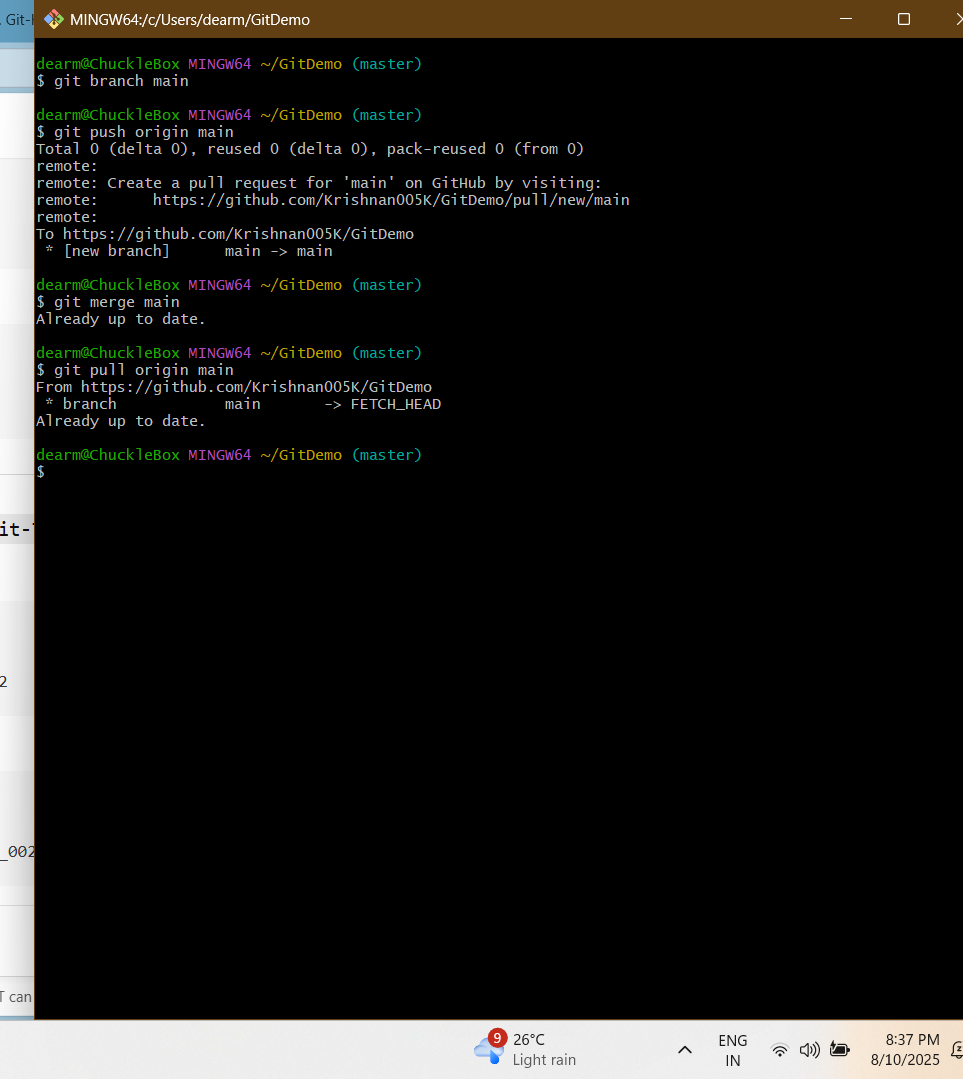 Git-H
MINGW64:/c/Users/dearm/GitDemo
dearm@ChuckleBox MINGW64 ~/GitDemo (master)
$ git branch main
dearm@ChuckleBox MINGW64 ~/GitDemo (master)
$ git push origin main
Total 0 (delta 0), reused 0 (delta 0), pack-reused 0 (from 0)
remote:
remote: Create a pull request for 'main' on GitHub by visiting:
remote:      https://github.com/Krishnan005K/GitDemo/pull/new/main
remote:
To https://github.com/Krishnan005K/GitDemo
 * [new branch]      main -> main
dearm@ChuckleBox MINGW64 ~/GitDemo (master)
$ git merge main
Already up to date.
dearm@ChuckleBox MINGW64 ~/GitDemo (master)
$ git pull origin main
From https://github.com/Krishnan005K/GitDemo
 * branch            main       -> FETCH_HEAD
Already up to date.
dearm@ChuckleBox MINGW64 ~/GitDemo (master)
$
it-
2
_002
T can
9
26°C
Light rain
ENG
IN
8:37 PM
8/10/2025